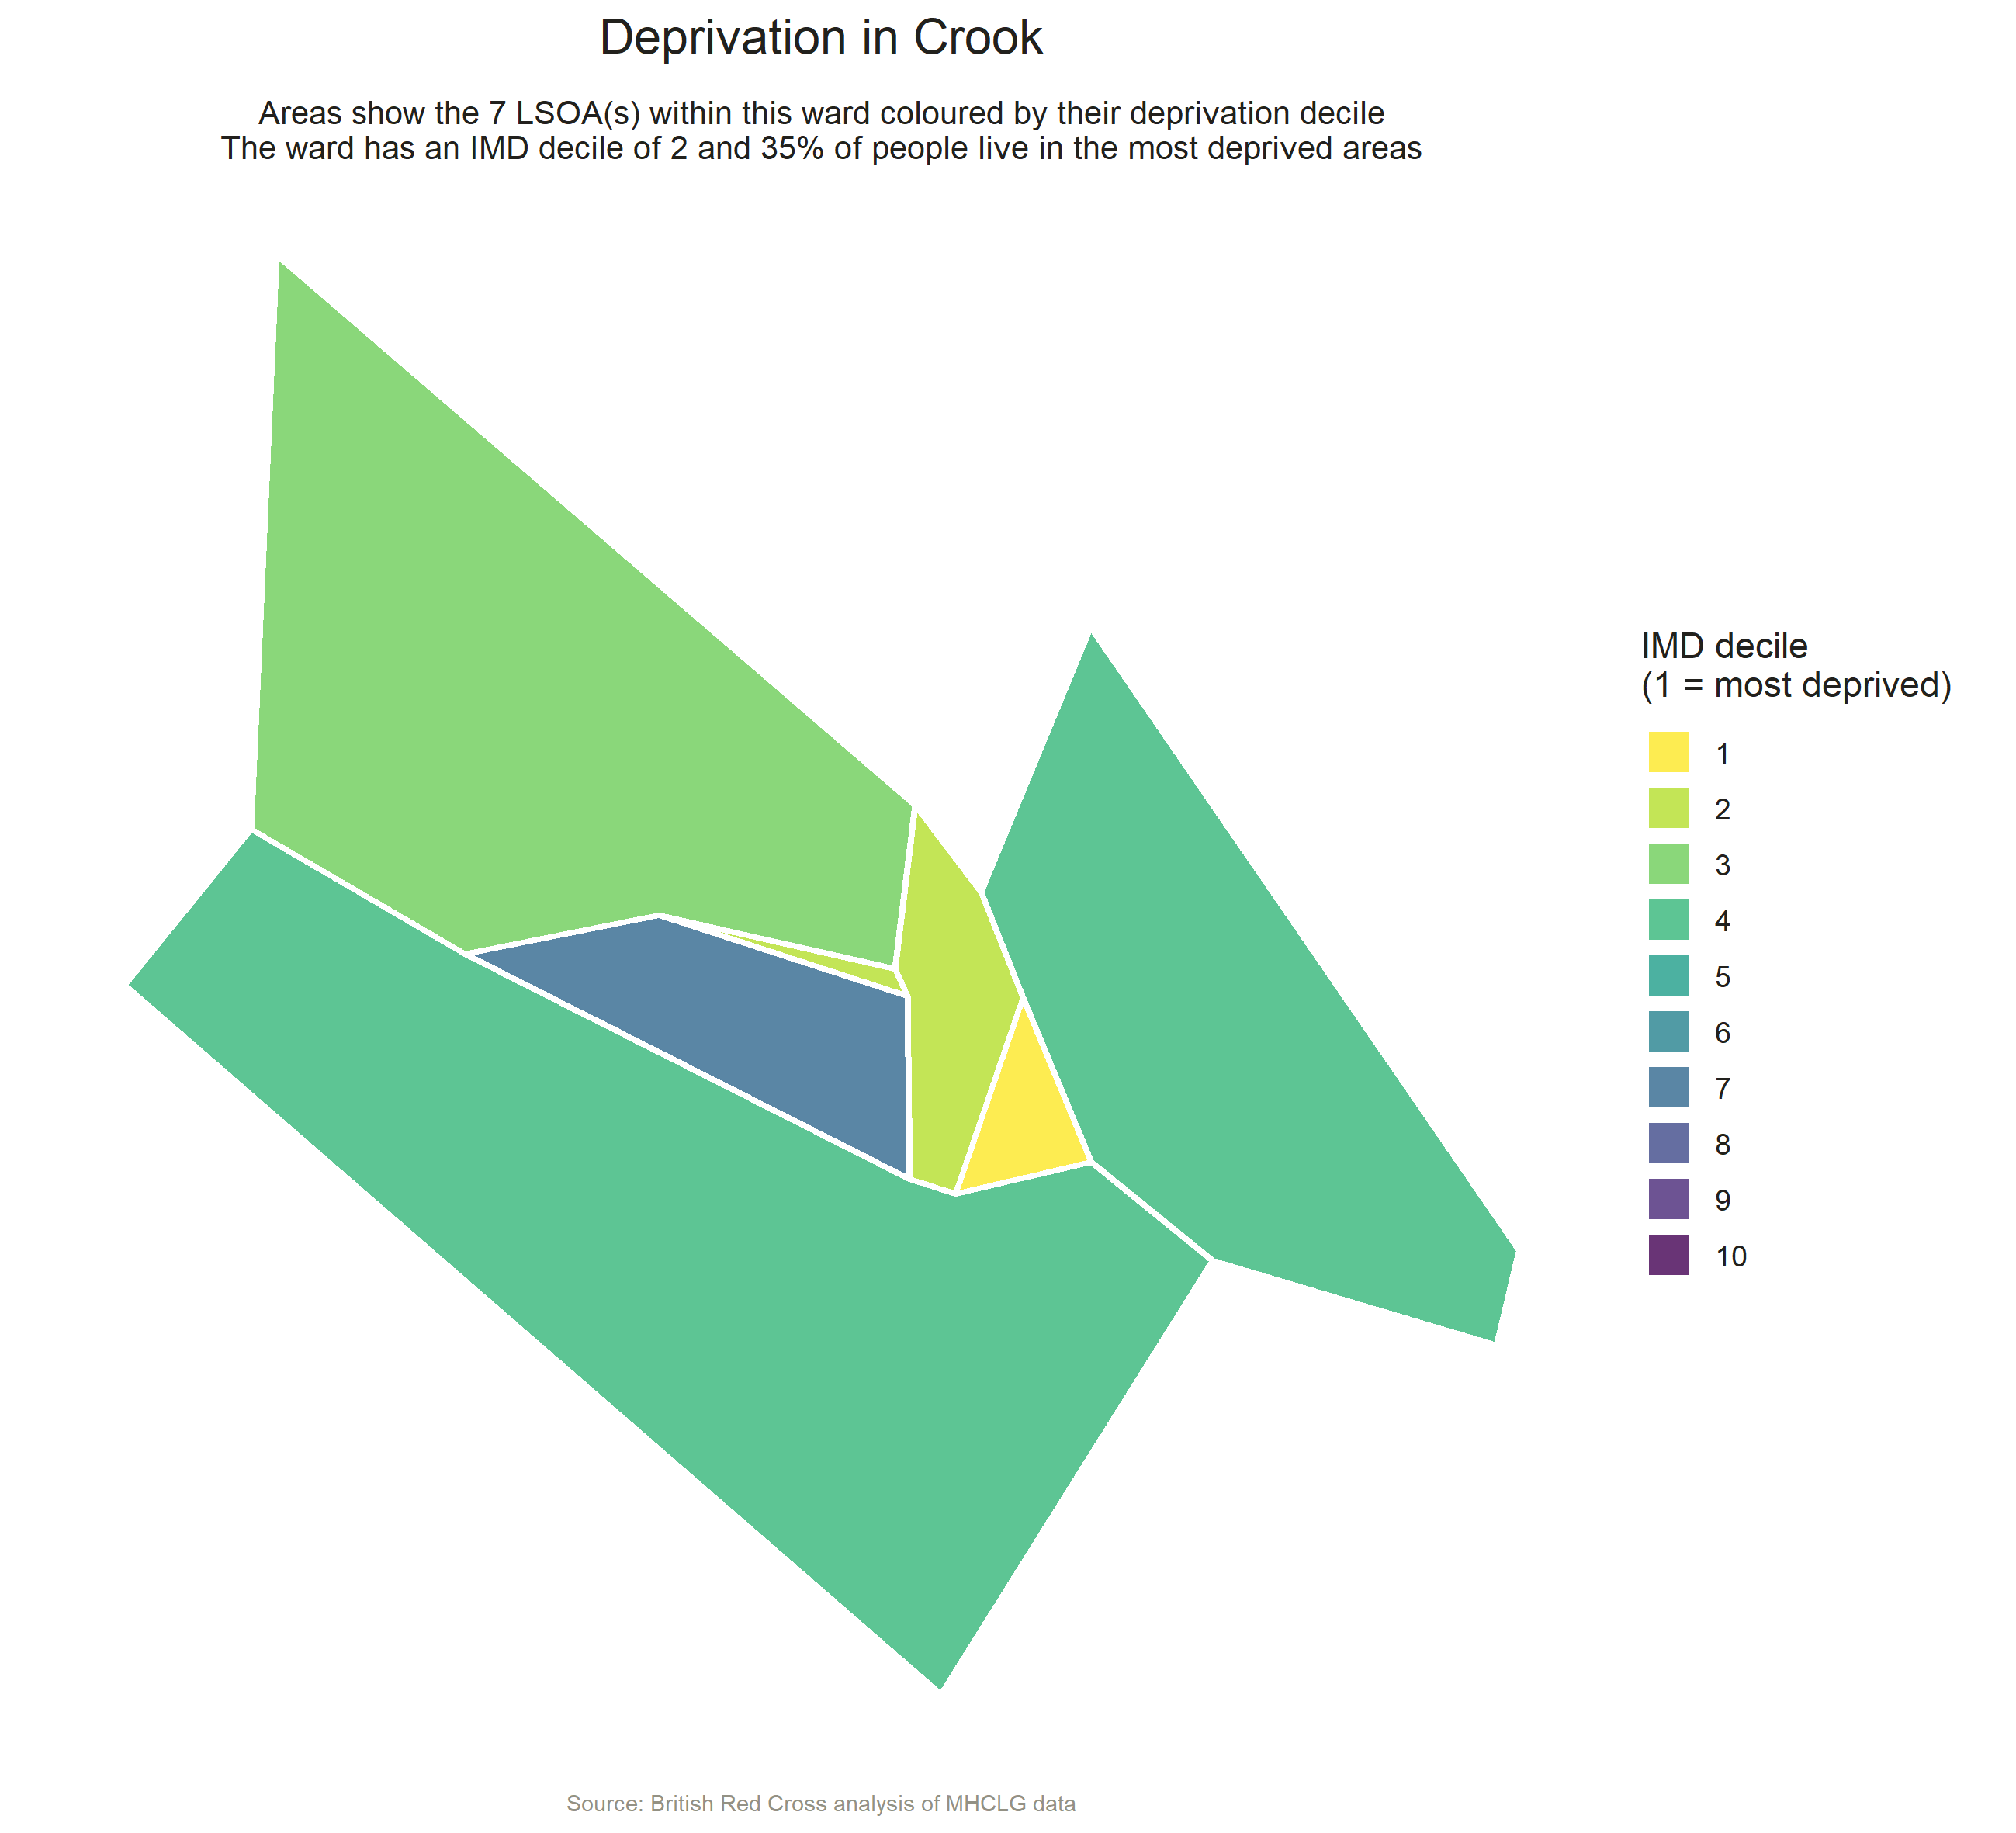 Deprivation in Crook
Areas show the 7 LSOA(s) within this ward coloured by their deprivation decile
The ward has an IMD decile of 2 and 35% of people live in the most deprived areas
IMD decile
(1 = most deprived)
1
2
3
4
5
6
7
8
9
10
Source: British Red Cross analysis of MHCLG data